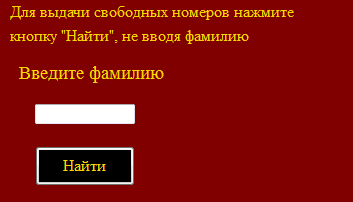 Для выдачи свободных номеров нажмите
кнопку "Найти", не вводя фамилию
Введите фамилию
Найти